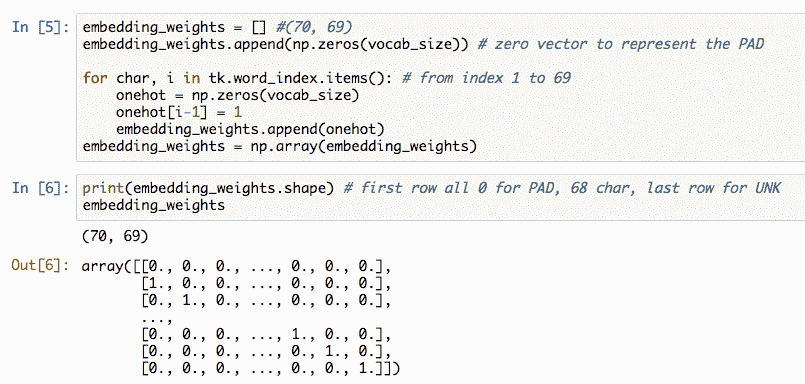 In [5]: embedding_weights = [] #(70, 69)
embedding_weights.append(np.zeros(vocab_size)) # zero vector to represent the PAD
for char, i in tk.word_index.items(): # from index 1 to 69
onehot = np.zeros(vocab_size)
onehot[i-1] = 1
embedding_weights.append(onehot)
embedding_weights = np.array(embedding_weights)
In [6]: print(embedding_weights.shape) # first row all 0 for PAD, 68 char, last row for UNK
embedding_weights
(70, 69)
Out[6]: array([[0., 0., 0., ..., 0., 0., 0.],
[1., 0., 0., ..., 0., 0., 0.],
[0., 1., 0., ..., 0., 0., 0.],
...,
[0., 0., 0., ..., 1., 0., 0.],
[0., 0., 0., ..., 0., 1., 0.],
[0., 0., 0., ..., 0., 0., 1.]])